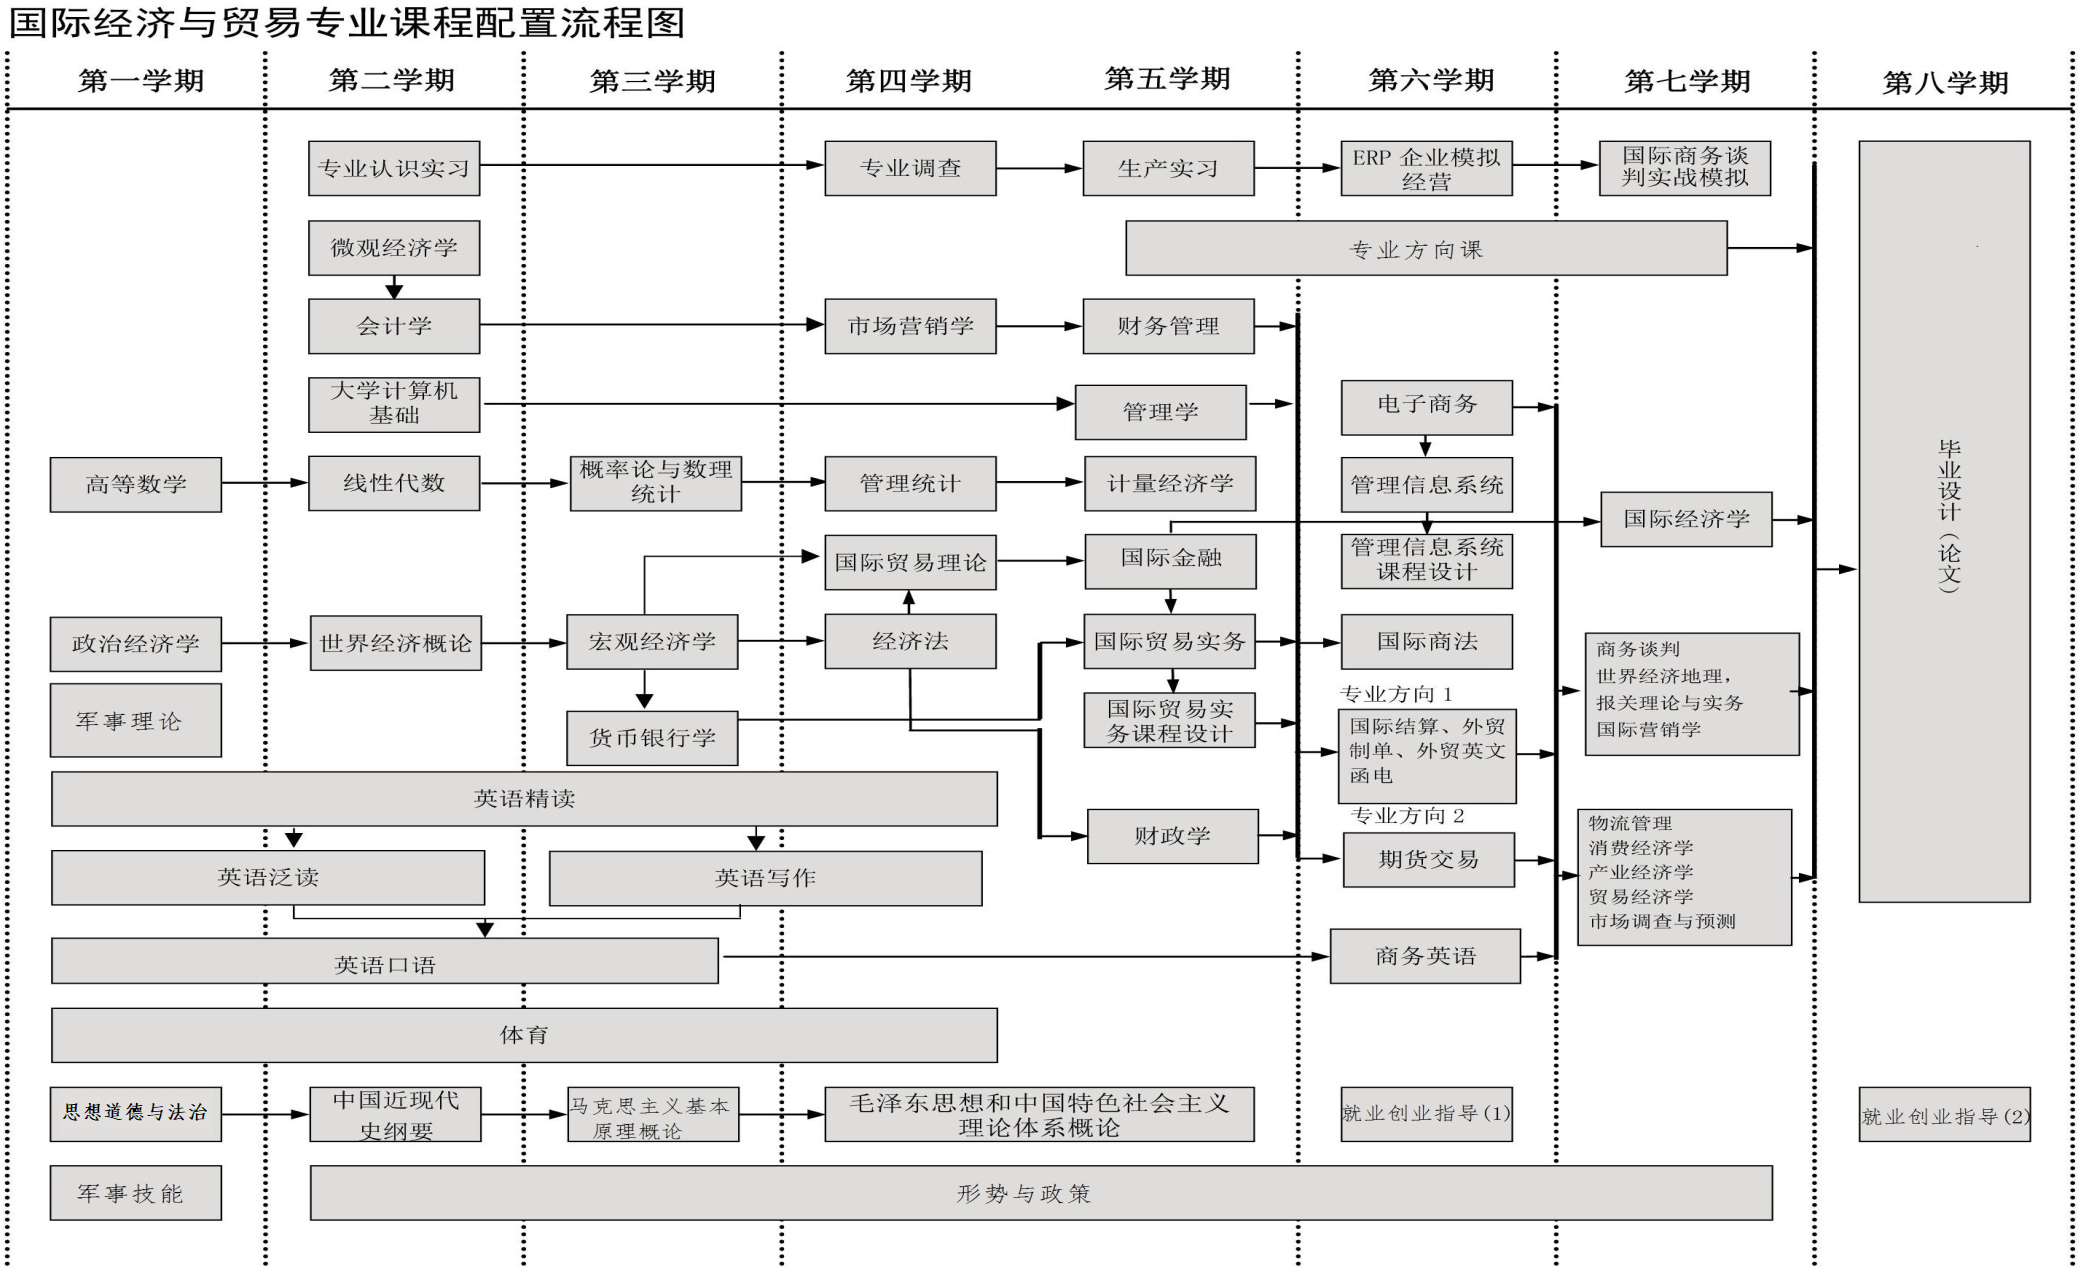 国际经济与贸易专业课程配置流程图
第一学期
第二学期
第三学期
第四学期
第五学期
第六学期
第七学期
第八学期
专业认识实习
专业调查
生产实习
ERP 企业模拟
经营
国际商务谈
判实战模拟
微观经济学
专业方向课
会计学
市场营销学
财务管理
大学计算机
基础
管理学
电子商务
高等数学
线性代数
概率论与数理
统计
管理统计
计量经济学
管理信息系统
国际经济学
国际贸易理论
国际金融
管理信息系统
课程设计
毕业设计（论文）
政治经济学
世界经济概论
宏观经济学
经济法
国际贸易实务
国际商法
商务谈判
世界经济地理，
报关理论与实务
国际营销学
军事理论
货币银行学
国际贸易实
务课程设计
专业方向 1
国际结算、外贸
制单、外贸英文
函电
英语精读
专业方向 2
财政学
期货交易
物流管理
消费经济学
产业经济学
贸易经济学
市场调查与预测
英语泛读
英语写作
英语口语
商务英语
体育
思想道德与法治
中国近现代
史纲要
马克思主义基本
原理概论
毛泽东思想和中国特色社会主义
理论体系概论
就业创业指导(1)
就业创业指导(2)
军事技能
形势与政策